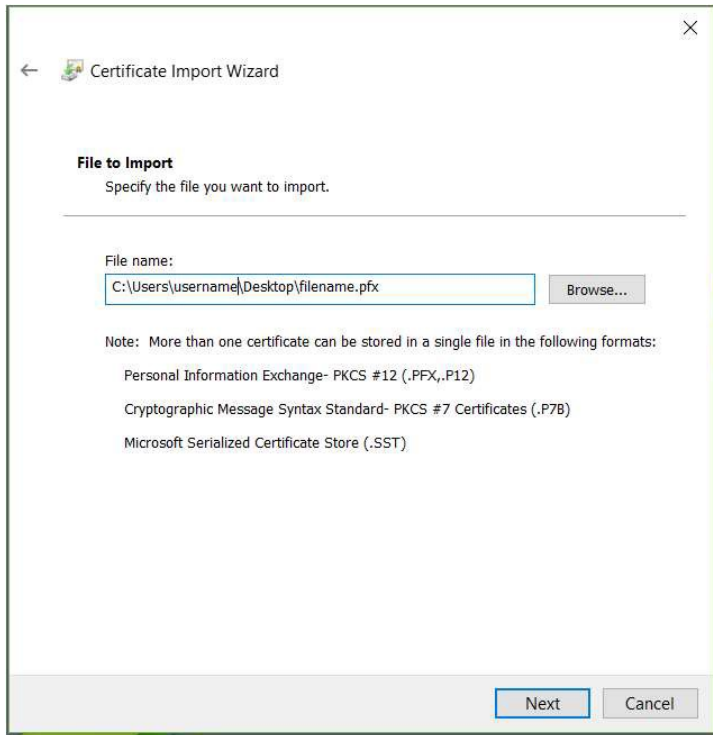 Certificate Import Wizard
File to Import
Specify the file you want to import.
File name:
C:\Users\username\Desktop\filename.pfx
Browse...
Note: More than one certificate can be stored in a single file in the following formats:
Personal Information Exchange- PKCS #12 (.PFX,.P12)
Cryptographic Message Syntax Standard- PKCS #7 Certificates (.P7B)
Microsoft Serialized Certificate Store (.SST)
Next
Cancel